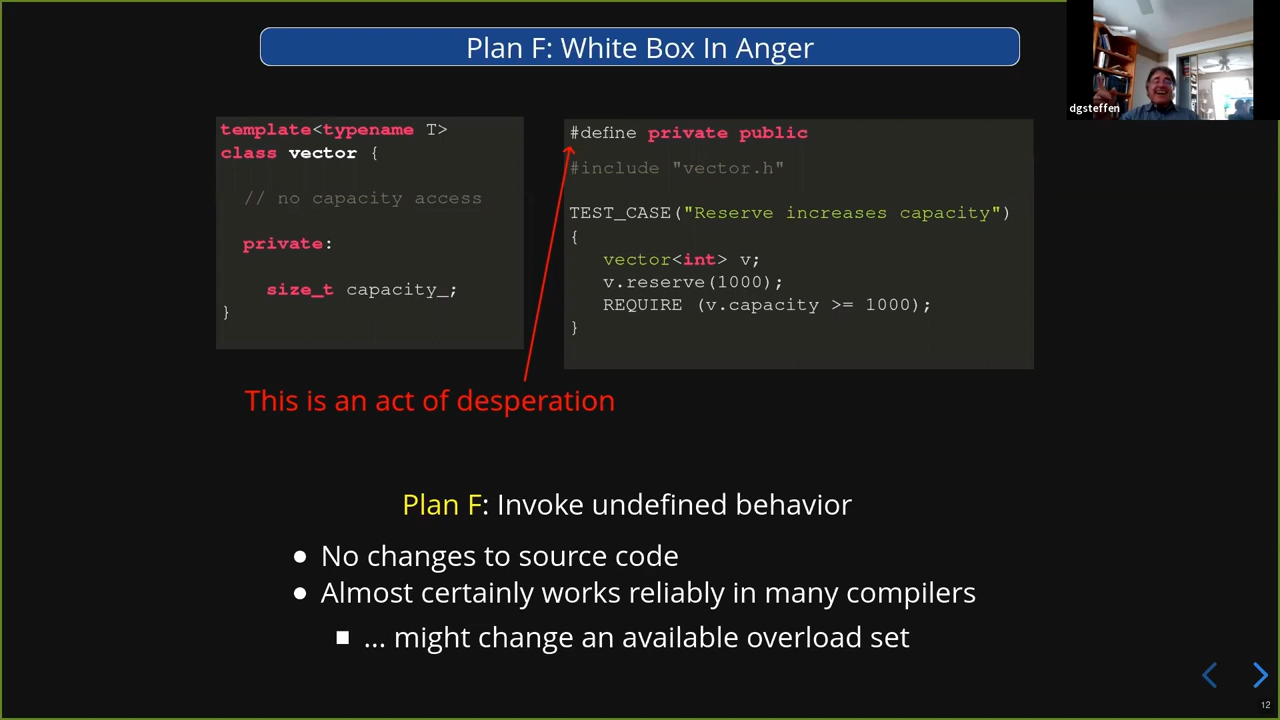 Plan F: White Box In Anger
dgsteffen
template<typename T>
class vector {
// no capacity access
private:
size_t capacity_;
}
#define private public
#include "vector.h"
TEST_CASE("Reserve increases capacity")
{
vector<int> v;
v.reserve(1000);
REQUIRE (v.capacity >= 1000);
}
This is an act of desperation
Plan F: Invoke undefined behavior
● No changes to source code
● Almost certainly works reliably in many compilers
■ ... might change an available overload set
12